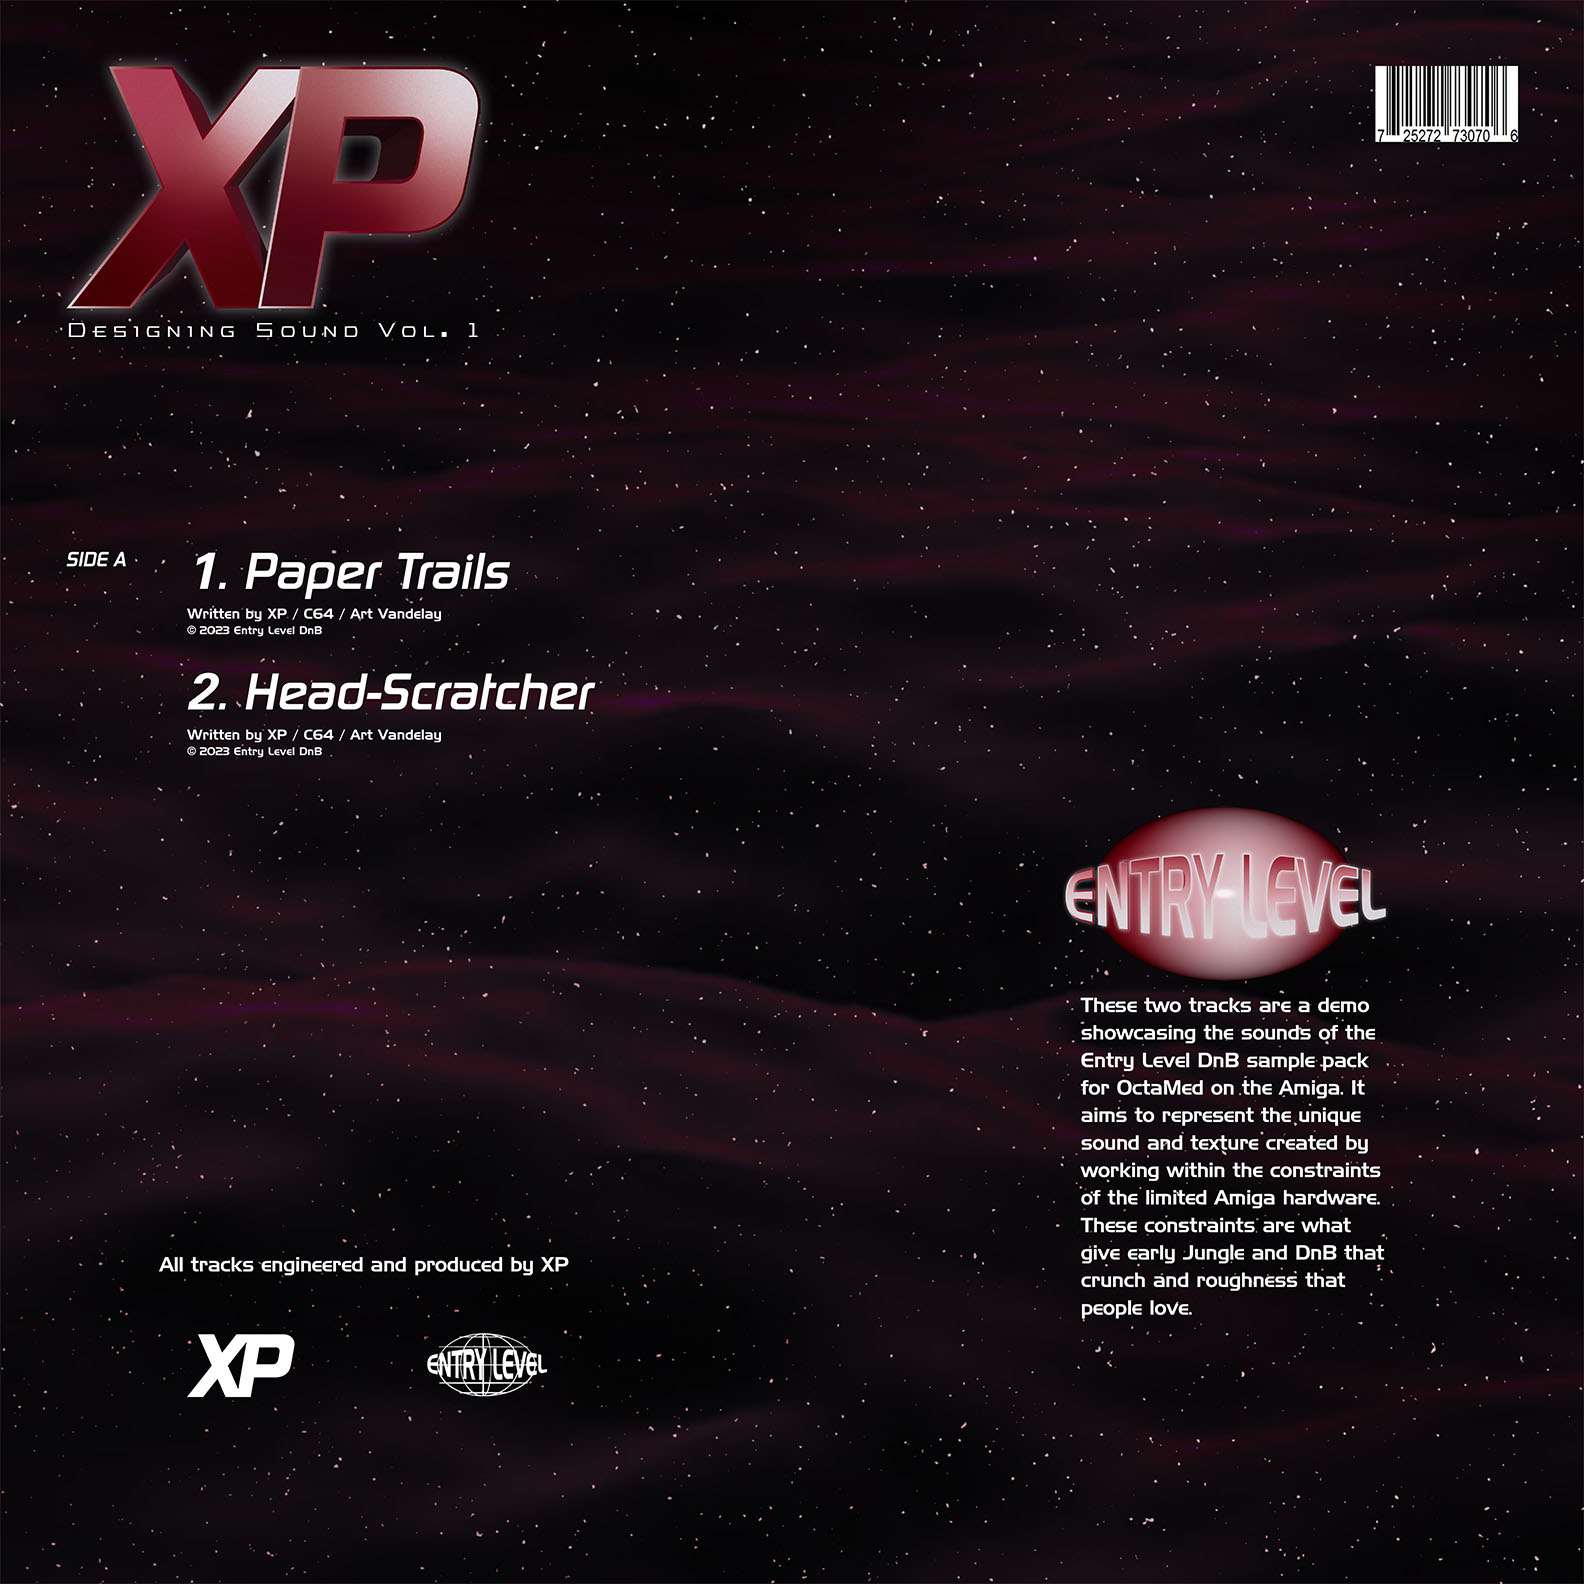 XP
Designing Sound Vol. 1
7 25272 73070 6
SIDE A
1. Paper Trails
Written by XP / C64 / Art Vandelay
© 2023 Entry Level DnB
2. Head-Scratcher
Written by XP / C64 / Art Vandelay
© 2023 Entry Level DnB
ENTRY LEVEL
These two tracks are a demo
showcasing the sounds of the
Entry Level DnB sample pack
for OctaMed on the Amiga. It
aims to represent the unique
sound and texture created by
working within the constraints
of the limited Amiga hardware.
These constraints are what
give early Jungle and DnB that
crunch and roughness that
people love.
All tracks engineered and produced by XP
XP
ENTRY LEVEL